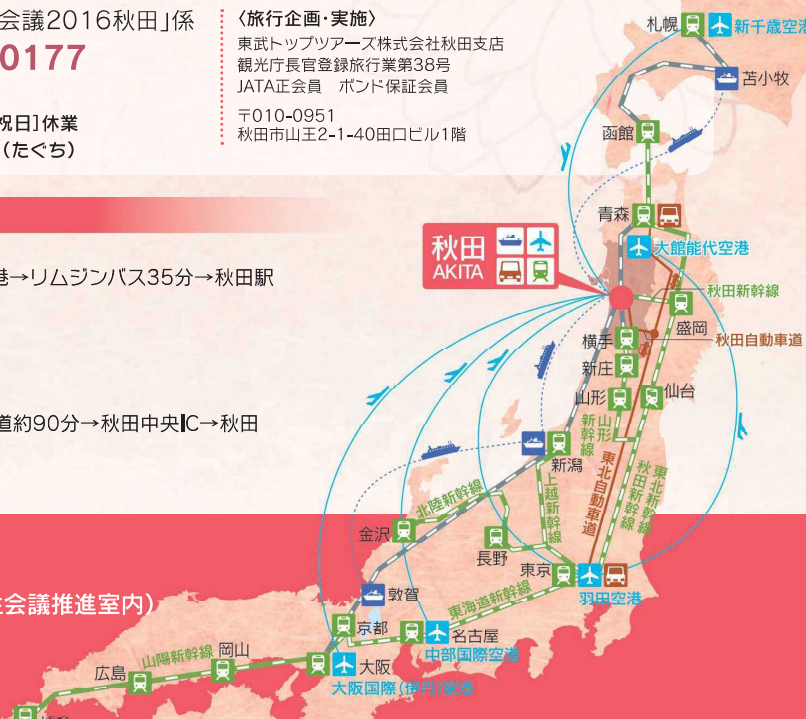 会議2016秋田」係
0177
祝日]休業
(たぐち)
〈旅行企画・実施〉
東武トップツアーズ株式会社秋田支店
観光庁長官登録旅行業第38号
JATA正会員 ボンド保証会員
〒010-0951
秋田市山王2-1-40田口ビル1階
港→リムジンバス35分→秋田駅
道約90分→秋田中央IC→秋田
会議推進室内)
札幌
新千歳空港
苫小牧
函館
青森
大館能代空港
秋田
AKITA
秋田新幹線
盛岡
秋田自動車道
横手
新庄
山形
仙台
山形
新幹線
新潟
上越新幹線
東北自動車道
東北新幹線
秋田新幹線
北陸新幹線
金沢
長野
東京
羽田空港
敦賀
東海道新幹線
京都
名古屋
中部国際空港
大阪
大阪国際(伊丹)空港
岡山
山陽新幹線
広島